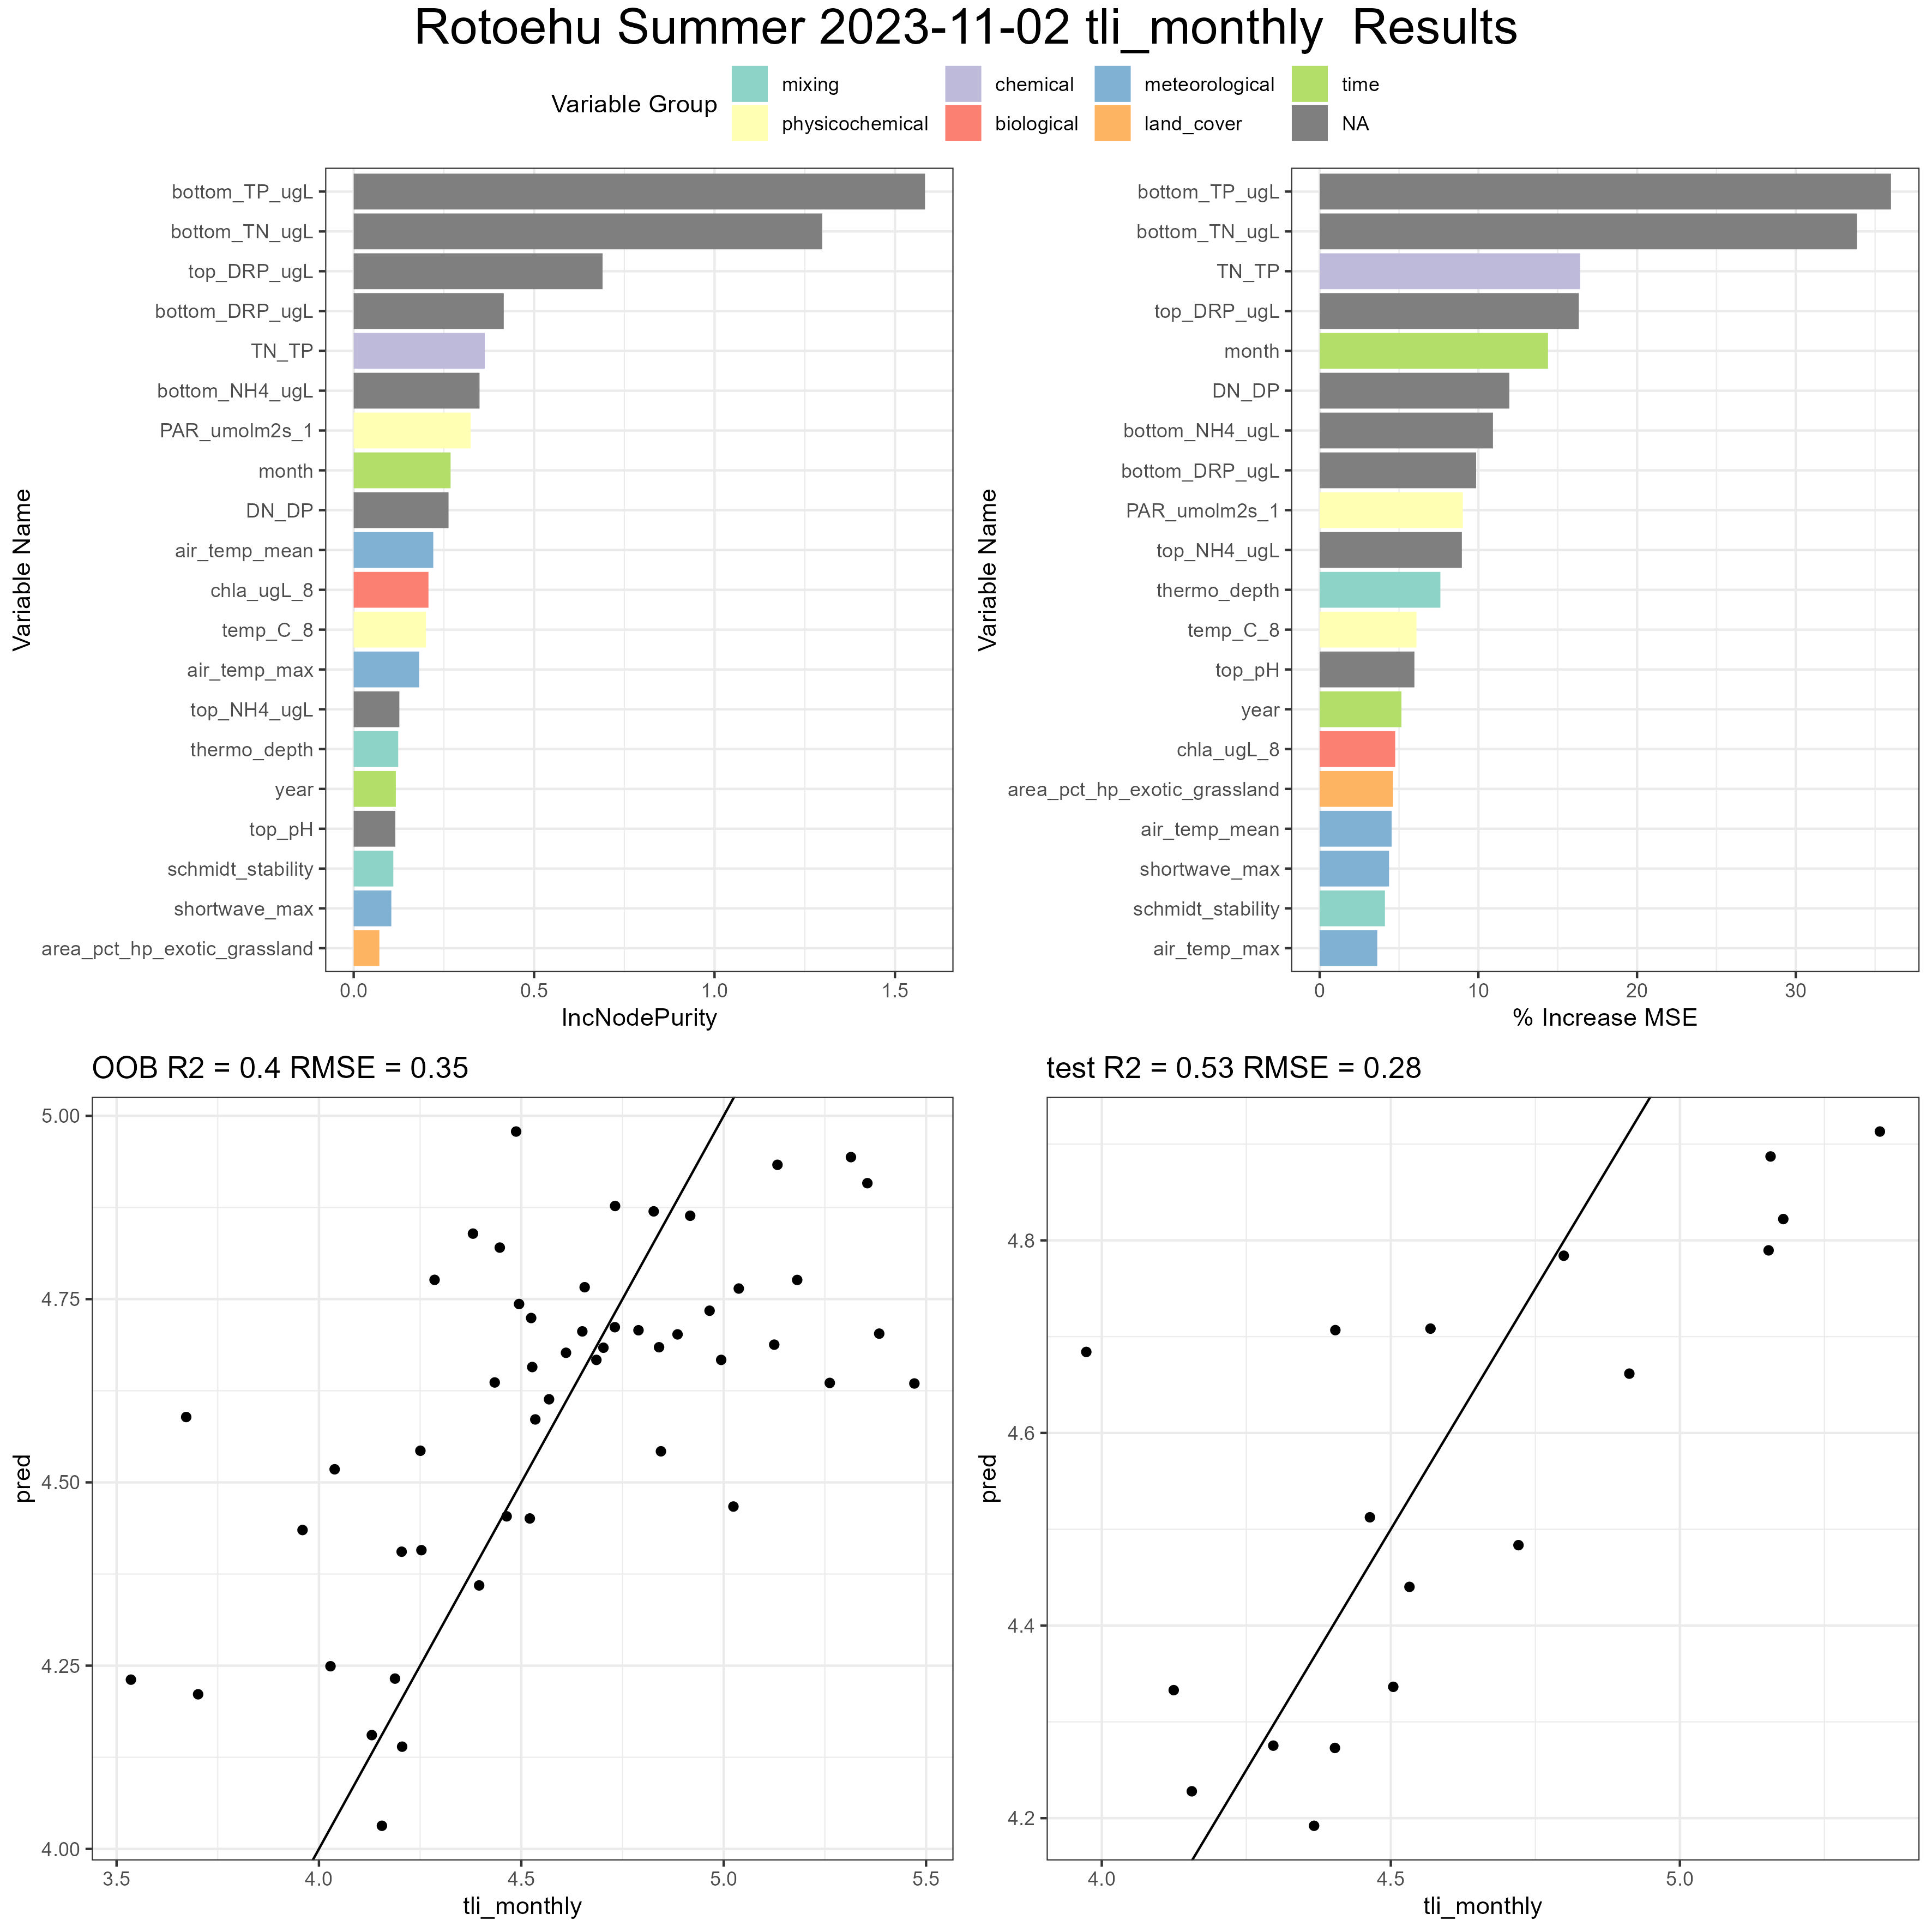 Rotoehu Summer 2023-11-02 tli_monthly  Results
Variable Group
mixing
chemical
meteorological
time
physicochemical
biological
land_cover
NA
Variable Name
bottom_TP_ugL
bottom_TN_ugL
top_DRP_ugL
bottom_DRP_ugL
TN_TP
bottom_NH4_ugL
PAR_umolm2s_1
month
DN_DP
air_temp_mean
chla_ugL_8
temp_C_8
air_temp_max
top_NH4_ugL
thermo_depth
year
top_pH
schmidt_stability
shortwave_max
area_pct_hp_exotic_grassland
0.0 0.5 1.0 1.5
IncNodePurity
Variable Name
bottom_TP_ugL
bottom_TN_ugL
TN_TP
top_DRP_ugL
month
DN_DP
bottom_NH4_ugL
bottom_DRP_ugL
PAR_umolm2s_1
top_NH4_ugL
thermo_depth
temp_C_8
top_pH
year
chla_ugL_8
area_pct_hp_exotic_grassland
air_temp_mean
shortwave_max
schmidt_stability
air_temp_max
0 10 20 30
% Increase MSE
OOB R2 = 0.4 RMSE = 0.35
pred
5.00
4.75
4.50
4.25
4.00
3.5 4.0 4.5 5.0 5.5
tli_monthly
test R2 = 0.53 RMSE = 0.28
pred
4.8
4.6
4.4
4.2
4.0 4.5 5.0
tli_monthly